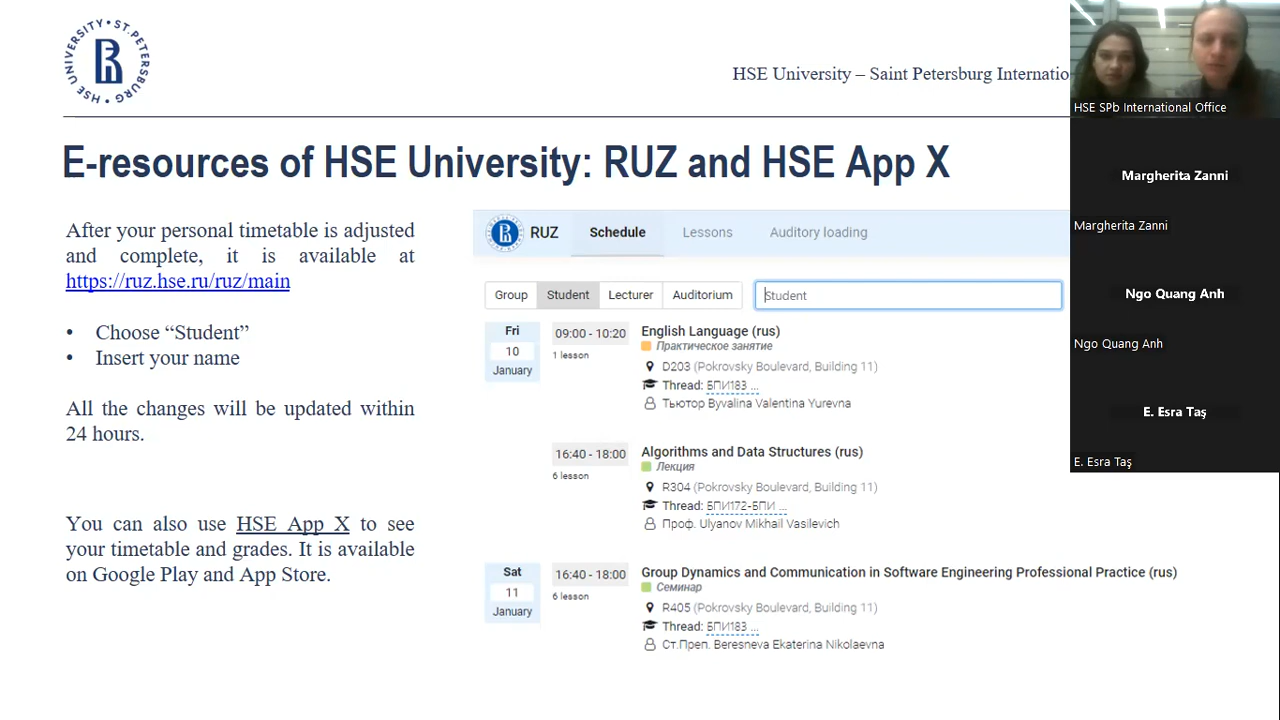 UNIVERSITY • ST. PETERSBURG • HSE
HSE University – Saint Petersburg Internatio
E-resources of HSE University: RUZ and HSE App X
After your personal timetable is adjusted
and complete, it is available at
https://ruz.hse.ru/ruz/main
• Choose “Student”
• Insert your name
All the changes will be updated within
24 hours.
You can also use HSE App X to see
your timetable and grades. It is available
on Google Play and App Store.
RUZ Schedule Lessons Auditory loading
Group Student Lecturer Auditorium Student
Fri
10
January
09:00 - 10:20
1 lesson
English Language (rus)
Практическое занятие
D203 (Pokrovsky Boulevard, Building 11)
Thread: БПИ183 ...
Тьютор Byvalina Valentina Yurevna
16:40 - 18:00
6 lesson
Algorithms and Data Structures (rus)
Лекция
R304 (Pokrovsky Boulevard, Building 11)
Thread: БПИ172-БПИ ...
Проф. Ulyanov Mikhail Vasilevich
Sat
11
January
16:40 - 18:00
6 lesson
Group Dynamics and Communication in Software Engineering Professional Practice (rus)
Семинар
R405 (Pokrovsky Boulevard, Building 11)
Thread: БПИ183 ...
Ст.Преп. Beresneva Ekaterina Nikolaevna
HSE SPb International Office
Margherita Zanni
Margherita Zanni
Ngo Quang Anh
Ngo Quang Anh
E. Esra Taş
E. Esra Taş